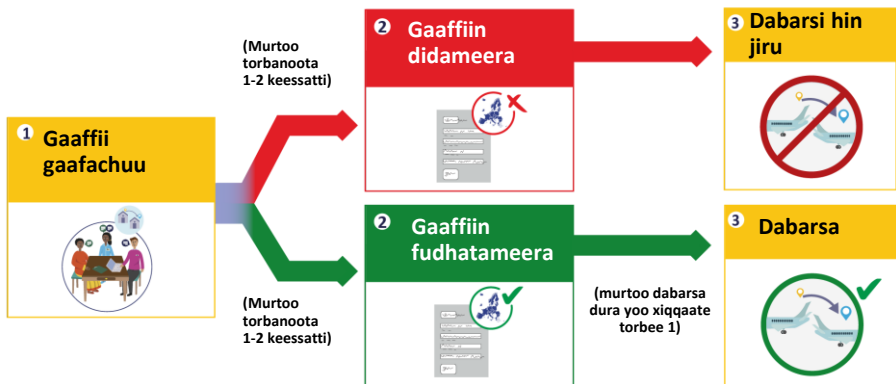 1 Gaaffii
gaafachuu
(Murtoo
torbanoota
1-2 keessatti)
2 Gaaffiin
didameera
3 Dabarsi hin
jiru
(Murtoo
torbanoota
1-2 keessatti)
2 Gaaffiin
fudhatameera
(murtoo dabarsa
dura yoo xiqqaate
torbee 1)
3 Dabarsa